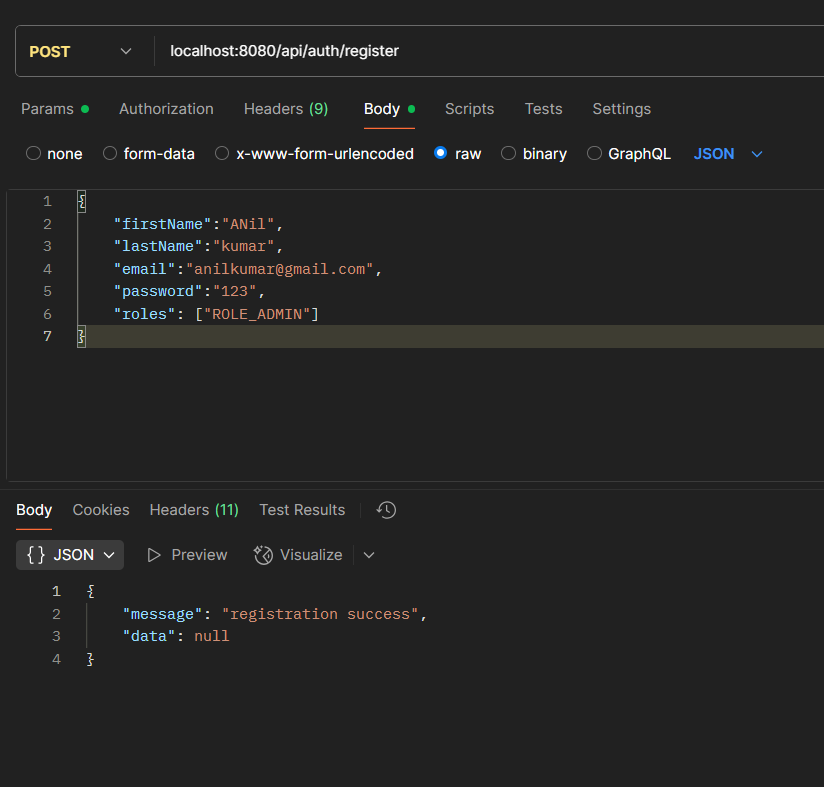 POST localhost:8080/api/auth/register
Params Authorization Headers (9) Body Scripts Tests Settings
none form-data x-www-form-urlencoded raw binary GraphQL JSON
1 {
2 "firstName":"ANil",
3 "lastName":"kumar",
4 "email":"anilkumar@gmail.com",
5 "password":"123",
6 "roles": ["ROLE_ADMIN"]
7 }
Body Cookies Headers (11) Test Results
{} JSON Preview Visualize
1 {
2 "message": "registration success",
3 "data": null
4 }